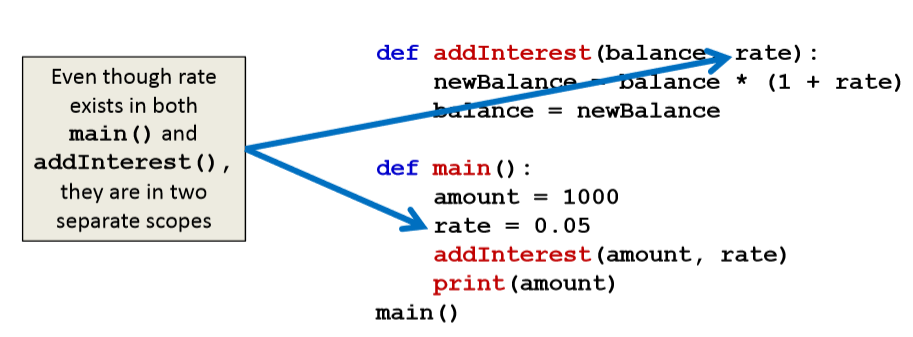 Even though rate
exists in both
main() and
addInterest(),
they are in two
separate scopes
def addInterest(balance, rate):
    newBalance = balance * (1 + rate)
    balance = newBalance
def main():
    amount = 1000
    rate = 0.05
    addInterest(amount, rate)
    print(amount)
main()